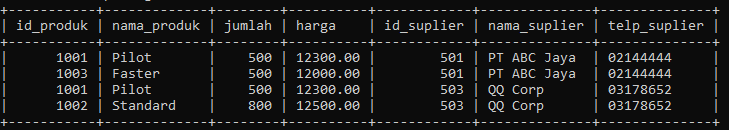 +-----------+-------------+--------+----------+------------+--------------+--------------+
| id_produk | nama_produk | jumlah | harga    | id_suplier | nama_suplier | telp_suplier |
+-----------+-------------+--------+----------+------------+--------------+--------------+
|      1001 | Pilot       |    500 | 12300.00 |        501 | PT ABC Jaya  | 02144444     |
|      1003 | Faster      |    500 | 12000.00 |        501 | PT ABC Jaya  | 02144444     |
|      1001 | Pilot       |    500 | 12300.00 |        503 | QQ Corp      | 03178652     |
|      1002 | Standard    |    800 | 12500.00 |        503 | QQ Corp      | 03178652     |
+-----------+-------------+--------+----------+------------+--------------+--------------+